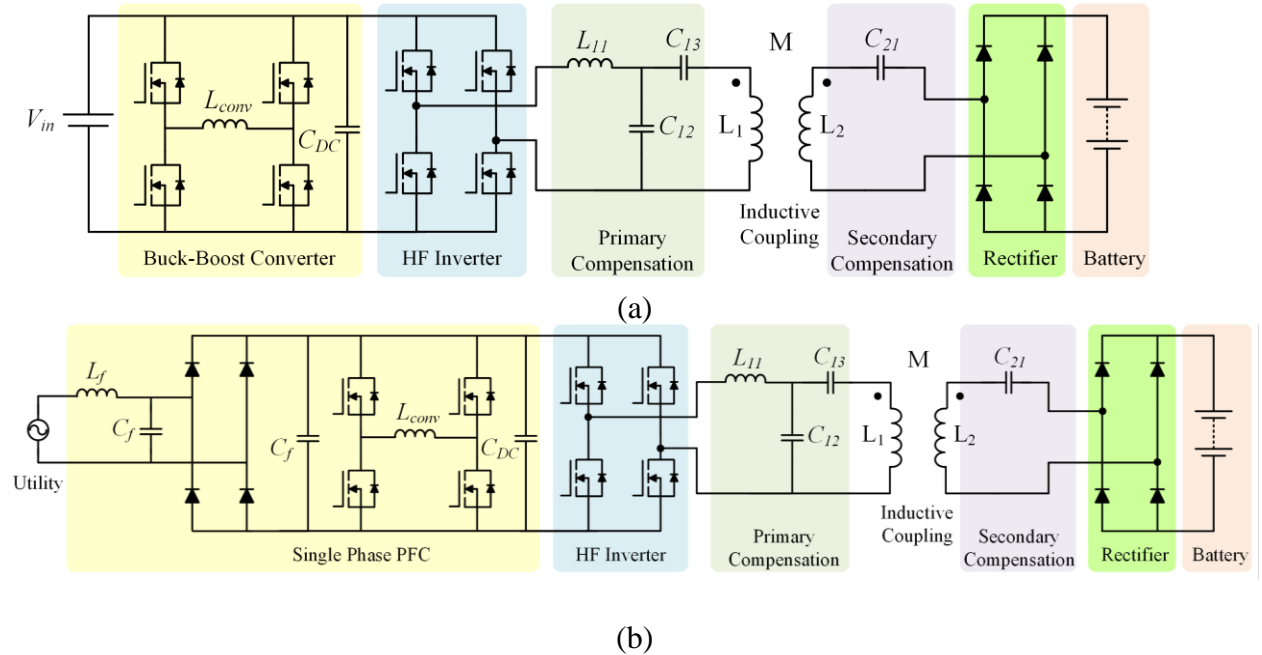 L11 C13 M C21
Vin Lconv CDC C12 L1 L2
Inductive
Coupling
Buck-Boost Converter HF Inverter Primary
Compensation Secondary
Compensation Rectifier Battery
(a)
Lf Cf Cf Lconv CDC L11 C13 M C21
C12 L1 L2
Utility
Inductive
Coupling
Single Phase PFC HF Inverter Primary
Compensation Secondary
Compensation Rectifier Battery
(b)